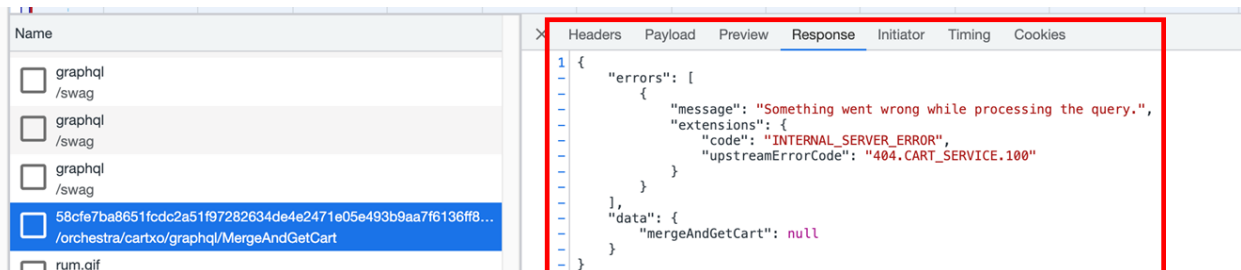 Name
graphql
/swag
graphql
/swag
graphql
/swag
58cfe7ba8651fcdc2a51f97282634de4e2471e05e493b9aa7f6136ff8...
/orchestra/cartxo/graphql/MergeAndGetCart
rum.gif
× Headers Payload Preview Response Initiator Timing Cookies
1 {
- "errors": [
- {
- "message": "Something went wrong while processing the query.",
- "extensions": {
- "code": "INTERNAL_SERVER_ERROR",
- "upstreamErrorCode": "404.CART_SERVICE.100"
- }
- }
- ],
- "data": {
- "mergeAndGetCart": null
- }
- }